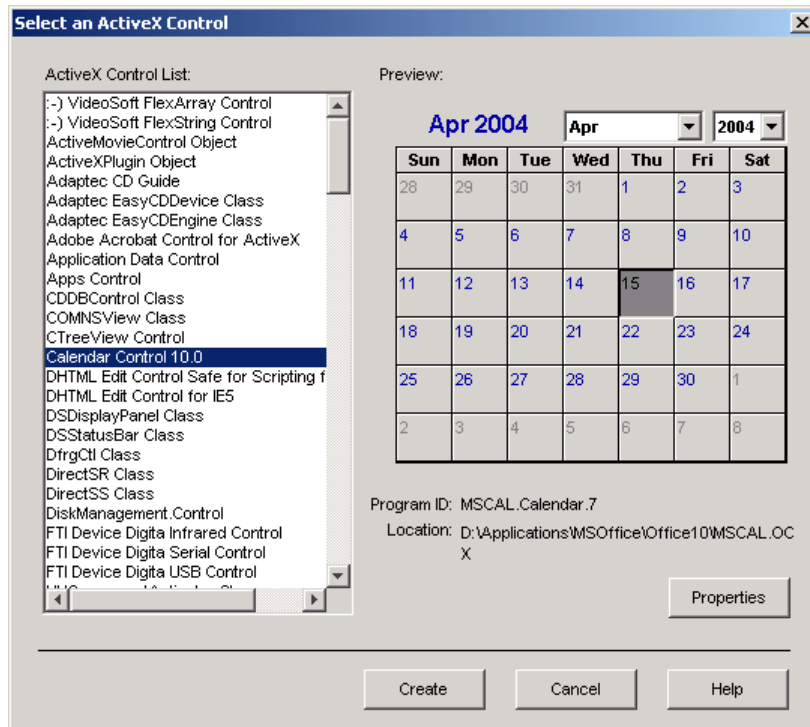 Select an ActiveX Control
ActiveX Control List:
:-) VideoSoft FlexArray Control
:-) VideoSoft FlexString Control
ActiveMovieControl Object
ActiveXPlugin Object
Adaptec CD Guide
Adaptec EasyCDDevice Class
Adaptec EasyCDEngine Class
Adobe Acrobat Control for ActiveX
Application Data Control
Apps Control
CDDBControl Class
COMNSView Class
CTreeView Control
Calendar Control 10.0
DHTML Edit Control Safe for Scripting f
DHTML Edit Control for IE5
DSDisplayPanel Class
DSStatusBar Class
DfrgCtl Class
DirectSR Class
DirectSS Class
DiskManagement.Control
FTI Device Digita Infrared Control
FTI Device Digita Serial Control
FTI Device Digita USB Control
Preview:
Apr 2004 Apr 2004
Sun Mon Tue Wed Thu Fri Sat
28 29 30 31 1 2 3
4 5 6 7 8 9 10
11 12 13 14 15 16 17
18 19 20 21 22 23 24
25 26 27 28 29 30 1
2 3 4 5 6 7 8
Program ID: MSCAL.Calendar.7
Location: D:\Applications\MSOffice\Office10\MSCAL.OC
X
Properties
Create Cancel Help